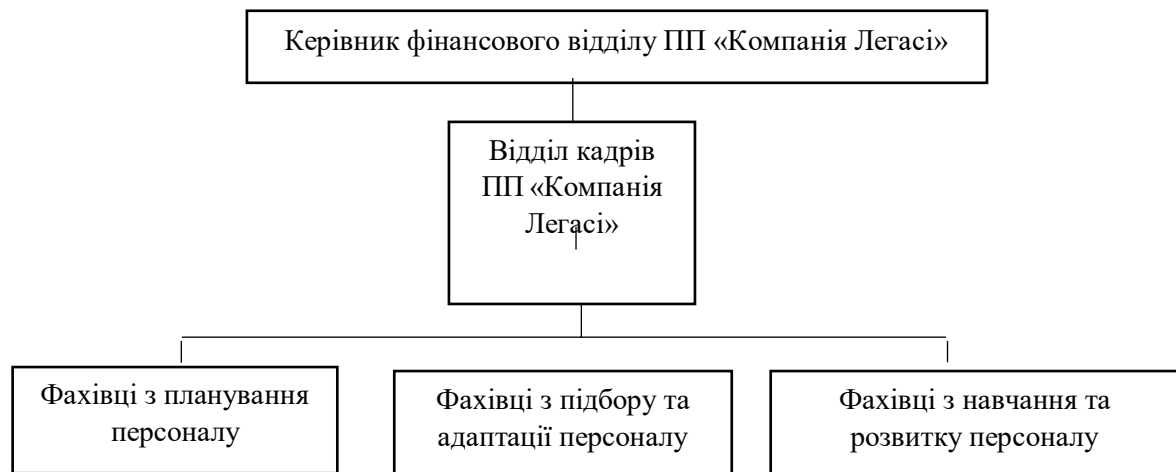 Керівник фінансового відділу ПП «Компанія Легасі»
Відділ кадрів
ПП «Компанія
Легасі»
Фахівці з планування
персоналу
Фахівці з підбору та
адаптації персоналу
Фахівці з навчання та
розвитку персоналу